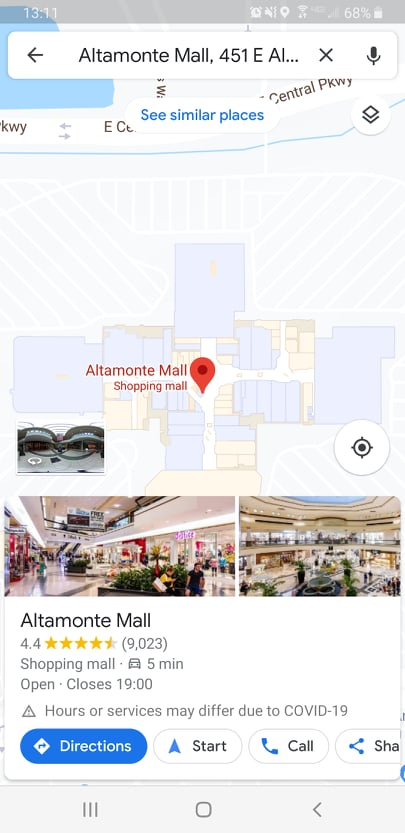 13:11
68%
Altamonte Mall, 451 E Al...
See similar places
Central Pkwy
Pkwy
E Ce
Altamonte Mall
Shopping mall
FREE
Altamonte Mall
4.4 (9,023)
Shopping mall · 5 min
Open · Closes 19:00
Hours or services may differ due to COVID-19
Directions
Start
Call
Sha